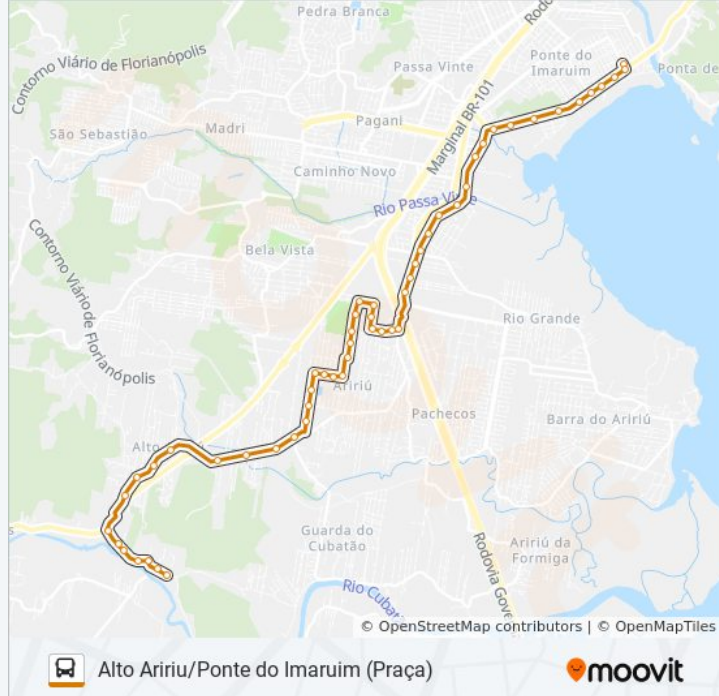 Rodo
Pedra Branca
Contorno Viário de Florianópolis
Passa Vinte
Ponte do
Imaruim
Ponta de
São Sebastião
Madri
Pagani
Marginal BR-101
Caminho Novo
Rio Passa Vinte
Bela Vista
Contorno Viário de Florianópolis
Rio Grande
Aririú
Pachecos
Barra do Aririú
Alto
s
Guarda do
Cubatão
Aririú da
Formiga
Rodovia Gove
Rio Cubat
© OpenStreetMap contributors | © OpenMapTiles
Alto Aririu/Ponte do Imaruim (Praça)
moovit